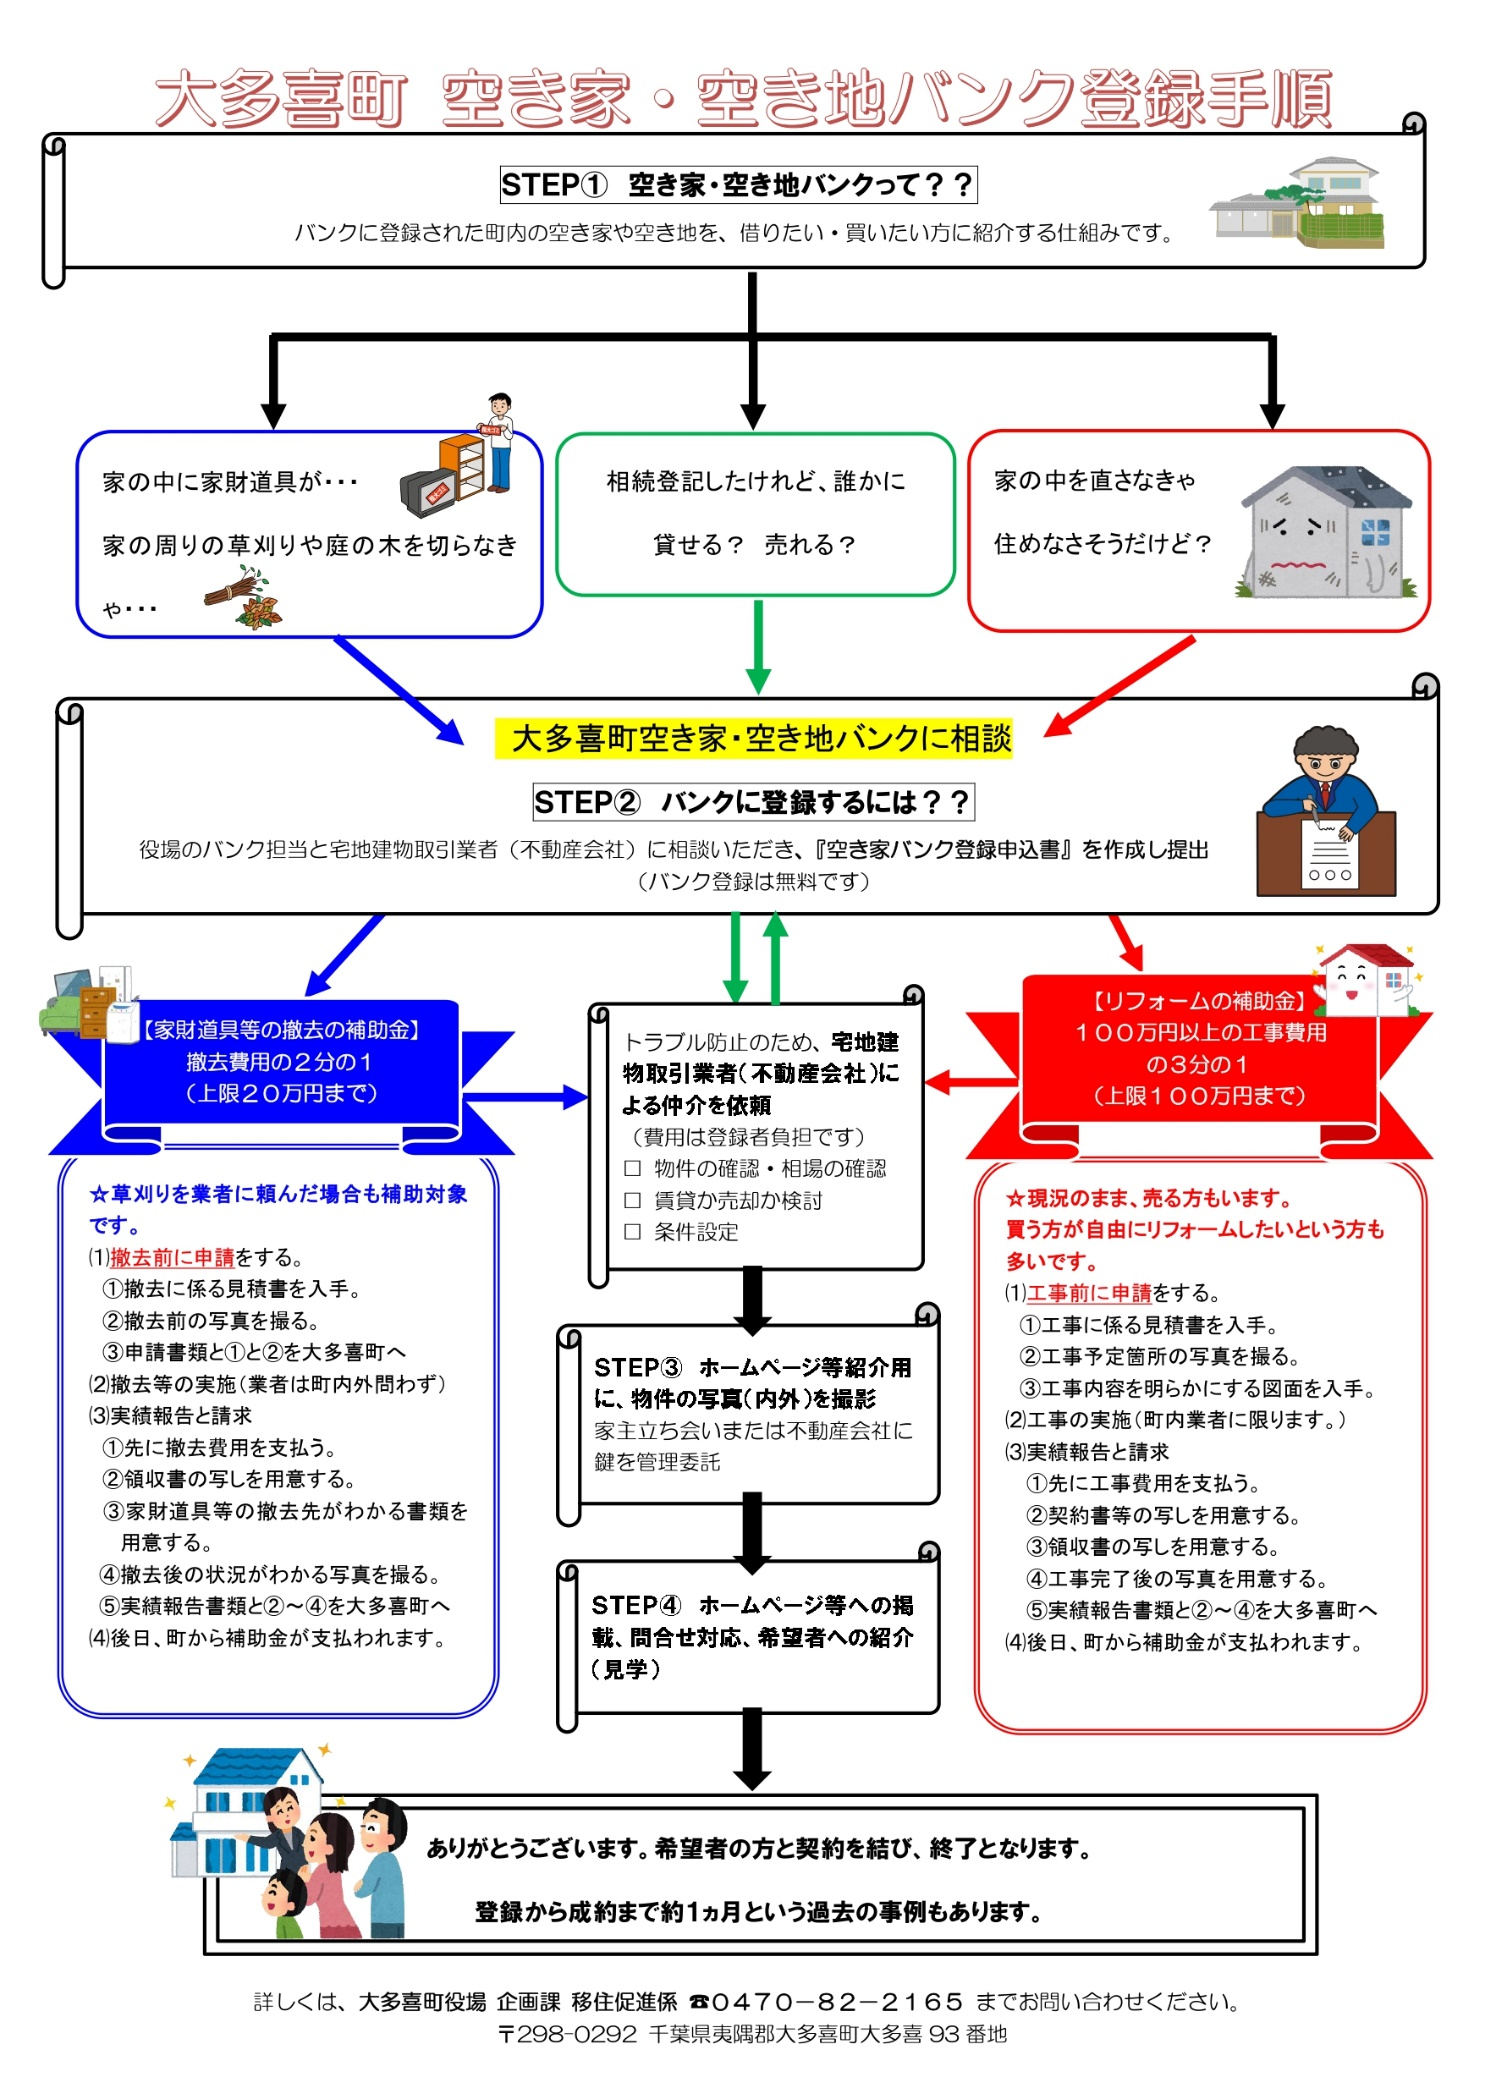 大多喜町 空き家・空き地バンク登録手順
STEP① 空き家・空き地バンクって？？
バンクに登録された町内の空き家や空き地を、借りたい・買いたい方に紹介する仕組みです。
家の中に家財道具が・・・
家の周りの草刈りや庭の木を切らなき
ゃ・・・
相続登記したけれど、誰かに
貸せる？ 売れる？
家の中を直さなきゃ
住めなさそうだけど？
大多喜町空き家・空き地バンクに相談
STEP② バンクに登録するには？？
役場のバンク担当と宅地建物取引業者（不動産会社）に相談いただき、『空き家バンク登録申込書』を作成し提出
（バンク登録は無料です）
【家財道具等の撤去の補助金】
撤去費用の２分の１
（上限２０万円まで）
☆草刈りを業者に頼んだ場合も補助対象
です。
⑴撤去前に申請をする。
①撤去に係る見積書を入手。
②撤去前の写真を撮る。
③申請書類と①と②を大多喜町へ
⑵撤去等の実施（業者は町内外問わず）
⑶実績報告と請求
①先に撤去費用を支払う。
②領収書の写しを用意する。
③家財道具等の撤去先がわかる書類を
用意する。
④撤去後の状況がわかる写真を撮る。
⑤実績報告書類と②～④を大多喜町へ
⑷後日、町から補助金が支払われます。
トラブル防止のため、宅地建
物取引業者（不動産会社）に
よる仲介を依頼
（費用は登録者負担です）
□ 物件の確認・相場の確認
□ 賃貸か売却か検討
□ 条件設定
STEP③ ホームページ等紹介用
に、物件の写真（内外）を撮影
家主立ち会いまたは不動産会社に
鍵を管理委託
STEP④ ホームページ等への掲
載、問合せ対応、希望者への紹介
（見学）
【リフォームの補助金】
１００万円以上の工事費用
の３分の１
（上限１００万円まで）
☆現況のまま、売る方もいます。
買う方が自由にリフォームしたいという方も
多いです。
⑴工事前に申請をする。
①工事に係る見積書を入手。
②工事予定箇所の写真を撮る。
③工事内容を明らかにする図面を入手。
⑵工事の実施（町内業者に限ります。）
⑶実績報告と請求
①先に工事費用を支払う。
②契約書等の写しを用意する。
③領収書の写しを用意する。
④工事完了後の写真を用意する。
⑤実績報告書類と②～④を大多喜町へ
⑷後日、町から補助金が支払われます。
ありがとうございます。希望者の方と契約を結び、終了となります。
登録から成約まで約１ヵ月という過去の事例もあります。
詳しくは、大多喜町役場 企画課 移住促進係 ☎０４７０－８２－２１６５ までお問い合わせください。
〒298-0292 千葉県夷隅郡大多喜町大多喜 93 番地